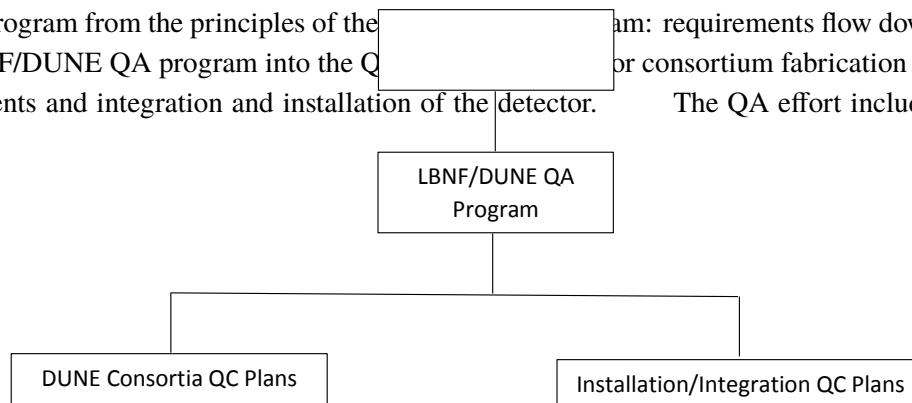 rogram from the principles of the am: requirements flow dow
F/DUNE QA program into the Q or consortium fabrication
ents and integration and installation of the detector. The QA effort includ
LBNF/DUNE QA
Program
DUNE Consortia QC Plans
Installation/Integration QC Plans